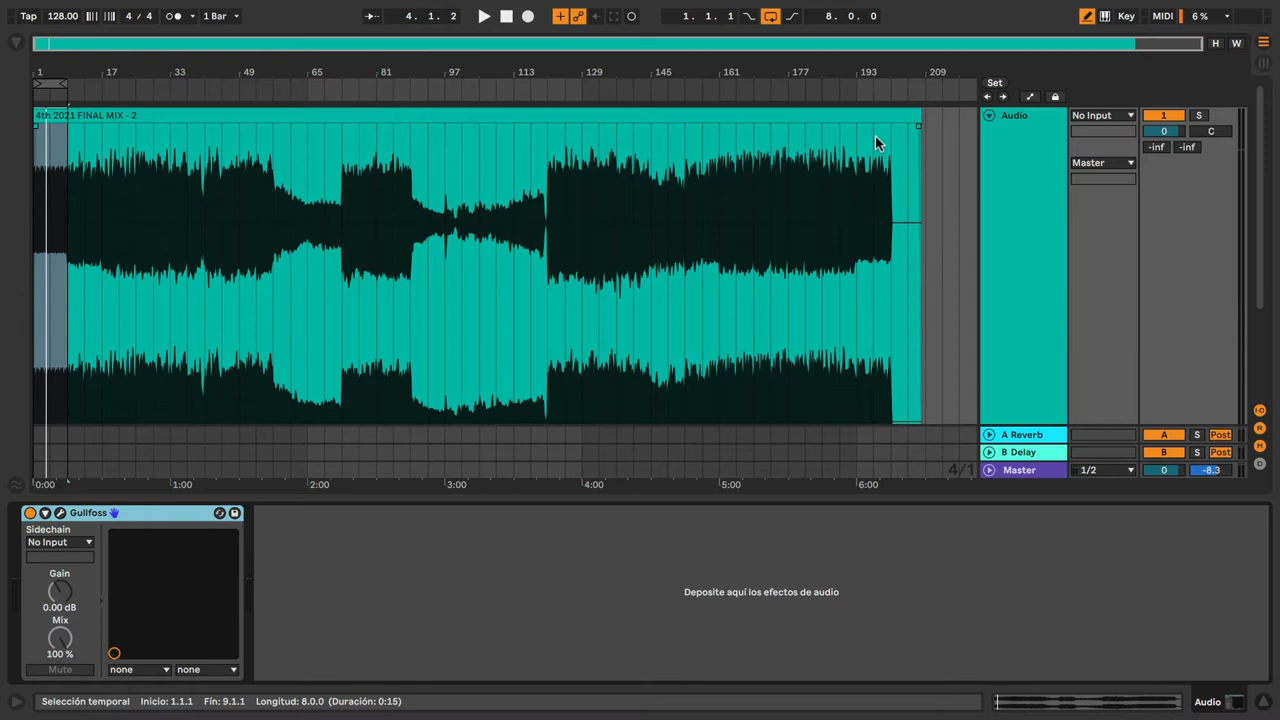 Tap 128.00 4 / 4 1 Bar 4. 1. 2 1. 1. 1 8. 0. 0 Key MIDI 6 %
H W
1 17 33 49 65 81 97 113 129 145 161 177 193 209
Set
4th 2021 FINAL MIX - 2
Audio No Input 1 S
0 C
-inf -inf
Master
A Reverb A S Post
B Delay B S Post
4/1
Master 1/2 0 -8.3
0:00 1:00 2:00 3:00 4:00 5:00 6:00
I·O
R
M
D
Gullfoss
Sidechain
No Input
Gain
0.00 dB
Mix
100 %
Mute none none
Deposite aquí los efectos de audio
Selección temporal Inicio: 1.1.1 Fín: 9.1.1 Longitud: 8.0.0 (Duración: 0:15)
Audio